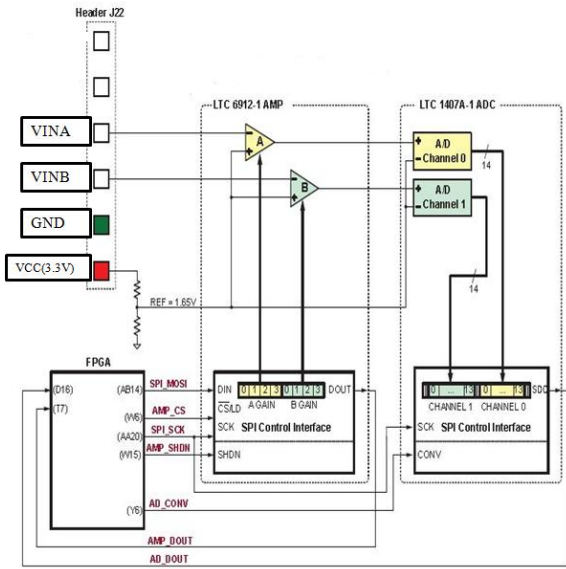 Header J22
LTC 6912-1 AMP
LTC 1407A-1 ADC
VINA
A
A/D
Channel 0
14
VINB
B
A/D
Channel 1
GND
VCC(3.3V)
14
REF = 1.65V
FPGA
(D16)
(T7)
(AB14)
(W6)
(AA20)
(W15)
(Y6)
SPI_MOSI
AMP_CS
SPI_SCK
AMP_SHDN
AD_CONV
AMP_DOUT
AD_DOUT
DIN
0 1 2 3 0 1 2 3
DOUT
A GAIN B GAIN
CS/LD
SCK SPI Control Interface
SHDN
0 ... 13 0 ... 13
SDO
CHANNEL 1 CHANNEL 0
SCK SPI Control Interface
CONV